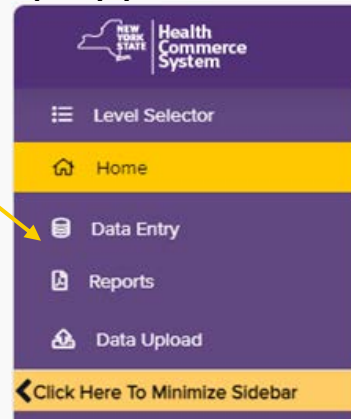 NEW
YORK
STATE
Health
Commerce
System
Level Selector
Home
Data Entry
Reports
Data Upload
Click Here To Minimize Sidebar